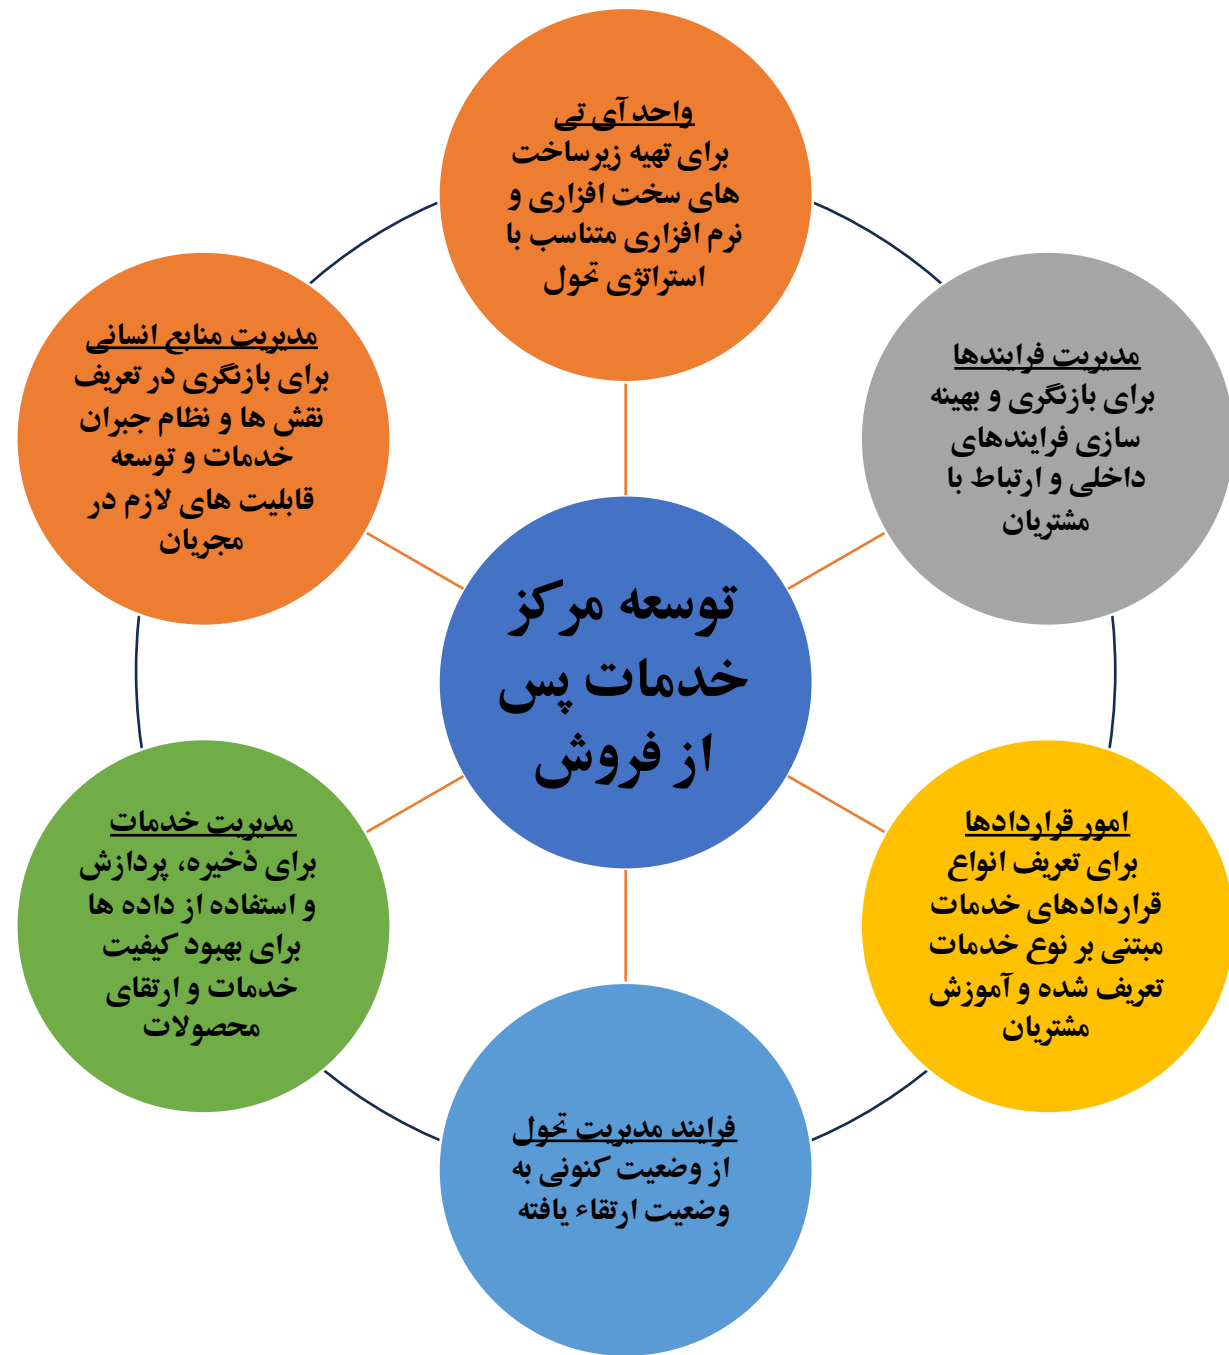 واحد آی تی
برای تهیه زیرساخت
های سخت افزاری و
نرم افزاری متناسب با
استراتژی تحول
مدیریت فرایندها
برای بازنگری و بهینه
سازی فرایندهای
داخلی و ارتباط با
مشتریان
امور قراردادها
برای تعریف انواع
قراردادهای خدمات
مبتنی بر نوع خدمات
تعریف شده و آموزش
مشتریان
فرایند مدیریت تحول
از وضعیت کنونی به
وضعیت ارتقاء یافته
مدیریت خدمات
برای ذخیره، پردازش
و استفاده از داده ها
برای بهبود کیفیت
خدمات و ارتقای
محصولات
مدیریت منابع انسانی
برای بازنگری در تعریف
نقش ها و نظام جبران
خدمات و توسعه
قابلیت های لازم در
مجریان
توسعه مرکز
خدمات پس
از فروش